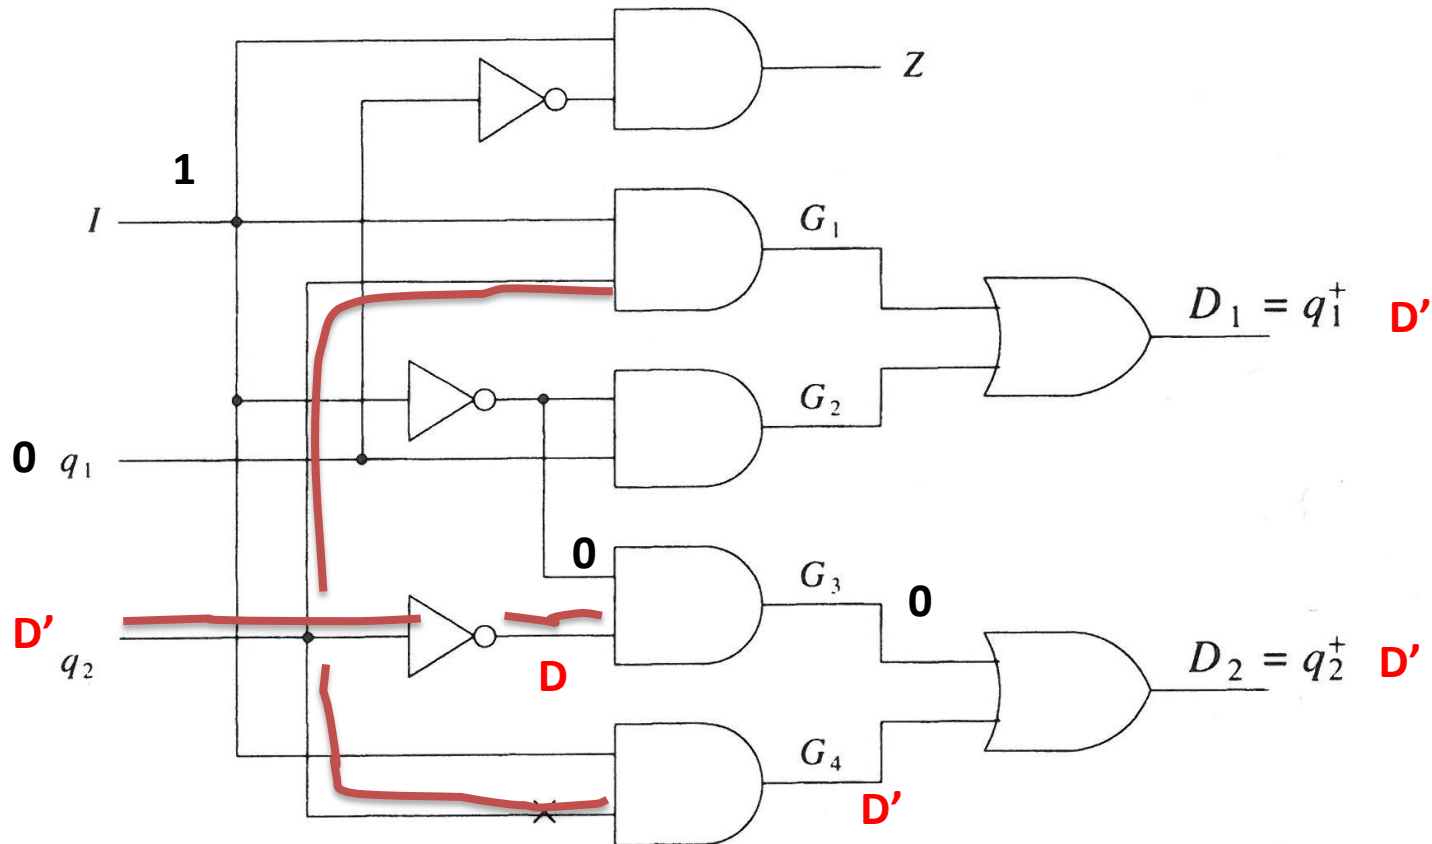 Z
1
I
G₁
D₁ = q₁⁺ D'
G₂
0 q₁
0
G₃
0
D' q₂
D
D₂ = q₂⁺ D'
G₄
D'